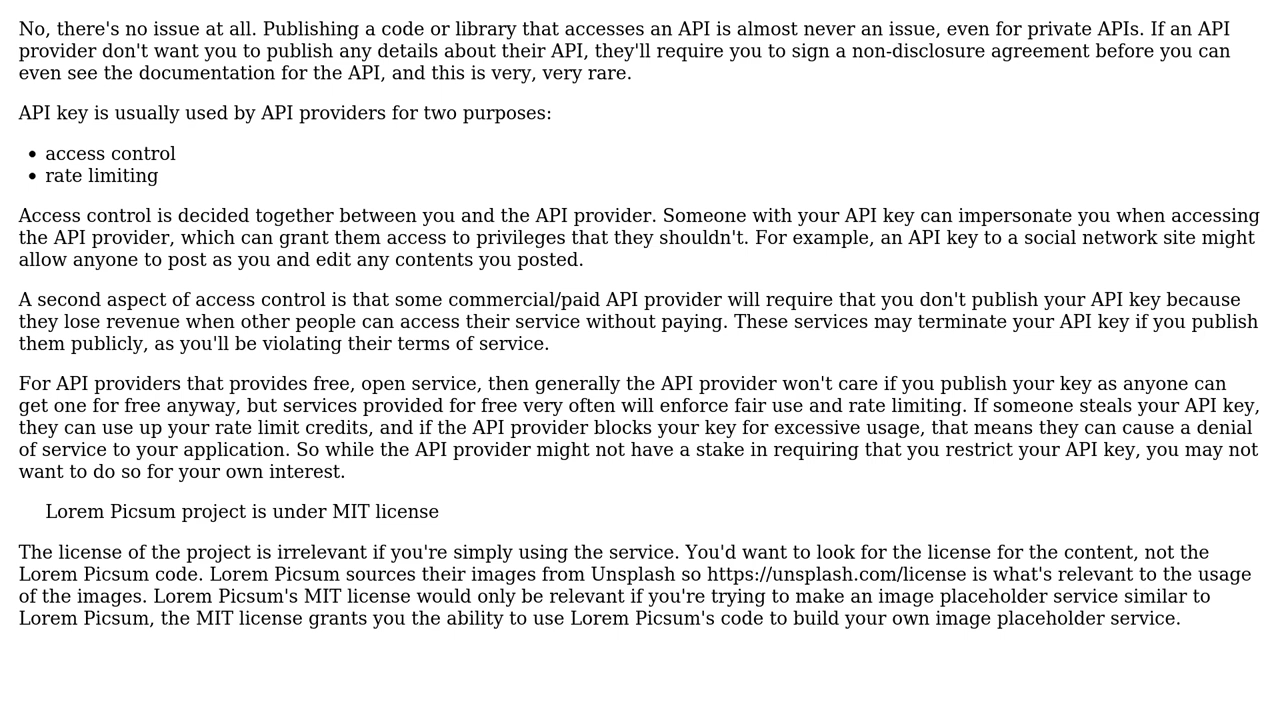 No, there's no issue at all. Publishing a code or library that accesses an API is almost never an issue, even for private APIs. If an API
provider don't want you to publish any details about their API, they'll require you to sign a non-disclosure agreement before you can
even see the documentation for the API, and this is very, very rare.
API key is usually used by API providers for two purposes:
• access control
• rate limiting
Access control is decided together between you and the API provider. Someone with your API key can impersonate you when accessing
the API provider, which can grant them access to privileges that they shouldn't. For example, an API key to a social network site might
allow anyone to post as you and edit any contents you posted.
A second aspect of access control is that some commercial/paid API provider will require that you don't publish your API key because
they lose revenue when other people can access their service without paying. These services may terminate your API key if you publish
them publicly, as you'll be violating their terms of service.
For API providers that provides free, open service, then generally the API provider won't care if you publish your key as anyone can
get one for free anyway, but services provided for free very often will enforce fair use and rate limiting. If someone steals your API key,
they can use up your rate limit credits, and if the API provider blocks your key for excessive usage, that means they can cause a denial
of service to your application. So while the API provider might not have a stake in requiring that you restrict your API key, you may not
want to do so for your own interest.
Lorem Picsum project is under MIT license
The license of the project is irrelevant if you're simply using the service. You'd want to look for the license for the content, not the
Lorem Picsum code. Lorem Picsum sources their images from Unsplash so https://unsplash.com/license is what's relevant to the usage
of the images. Lorem Picsum's MIT license would only be relevant if you're trying to make an image placeholder service similar to
Lorem Picsum, the MIT license grants you the ability to use Lorem Picsum's code to build your own image placeholder service.